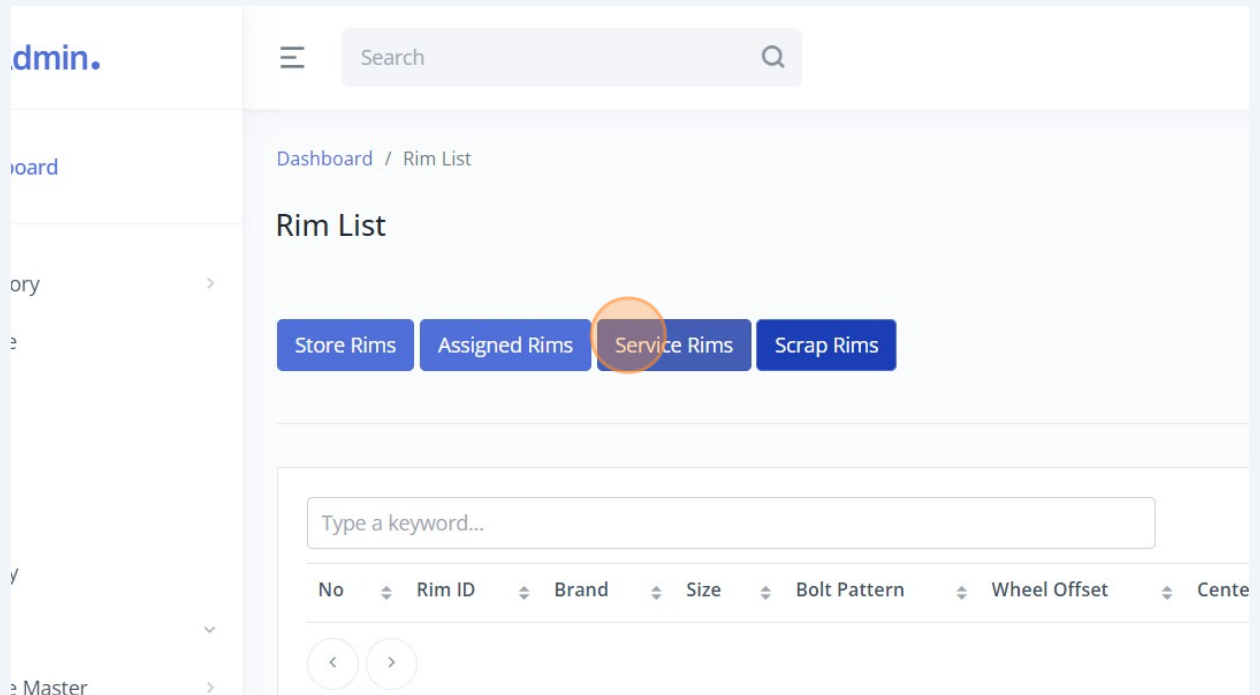 dmin.
Search
Dashboard / Rim List
oard
Rim List
ory
Store Rims Assigned Rims Service Rims Scrap Rims
Type a keyword...
No Rim ID Brand Size Bolt Pattern Wheel Offset Cente
y
e Master